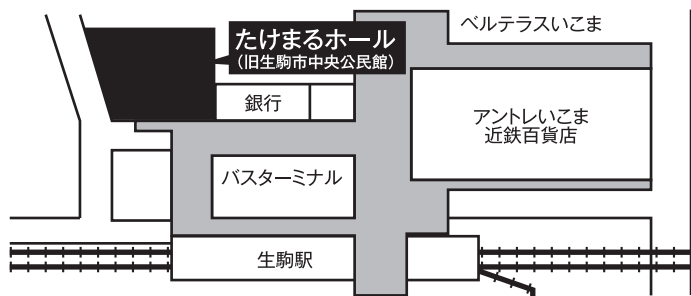 ベルテラスいこま
たけまるホール
（旧生駒市中央公民館）
銀行
アントレいこま
近鉄百貨店
バスターミナル
生駒駅